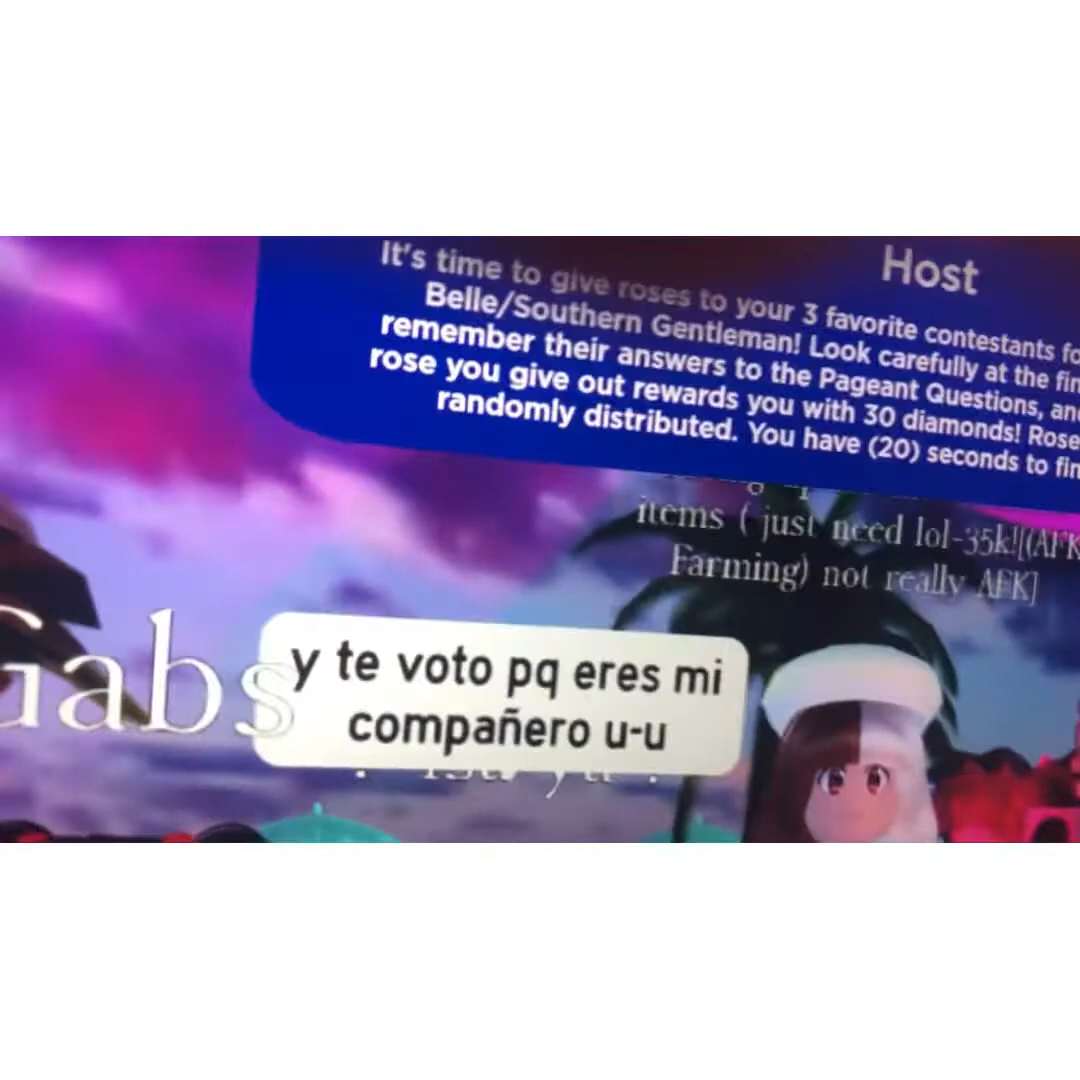 Host
It's time to give roses to your 3 favorite contestants fo
Belle/Southern Gentleman! Look carefully at the fin
remember their answers to the Pageant Questions, and
rose you give out rewards you with 30 diamonds! Rose
randomly distributed. You have (20) seconds to fin
items ( just need lol-35k![(AFK
Farming) not really AFK]
Gabs
y te voto pq eres mi
compañero u-u